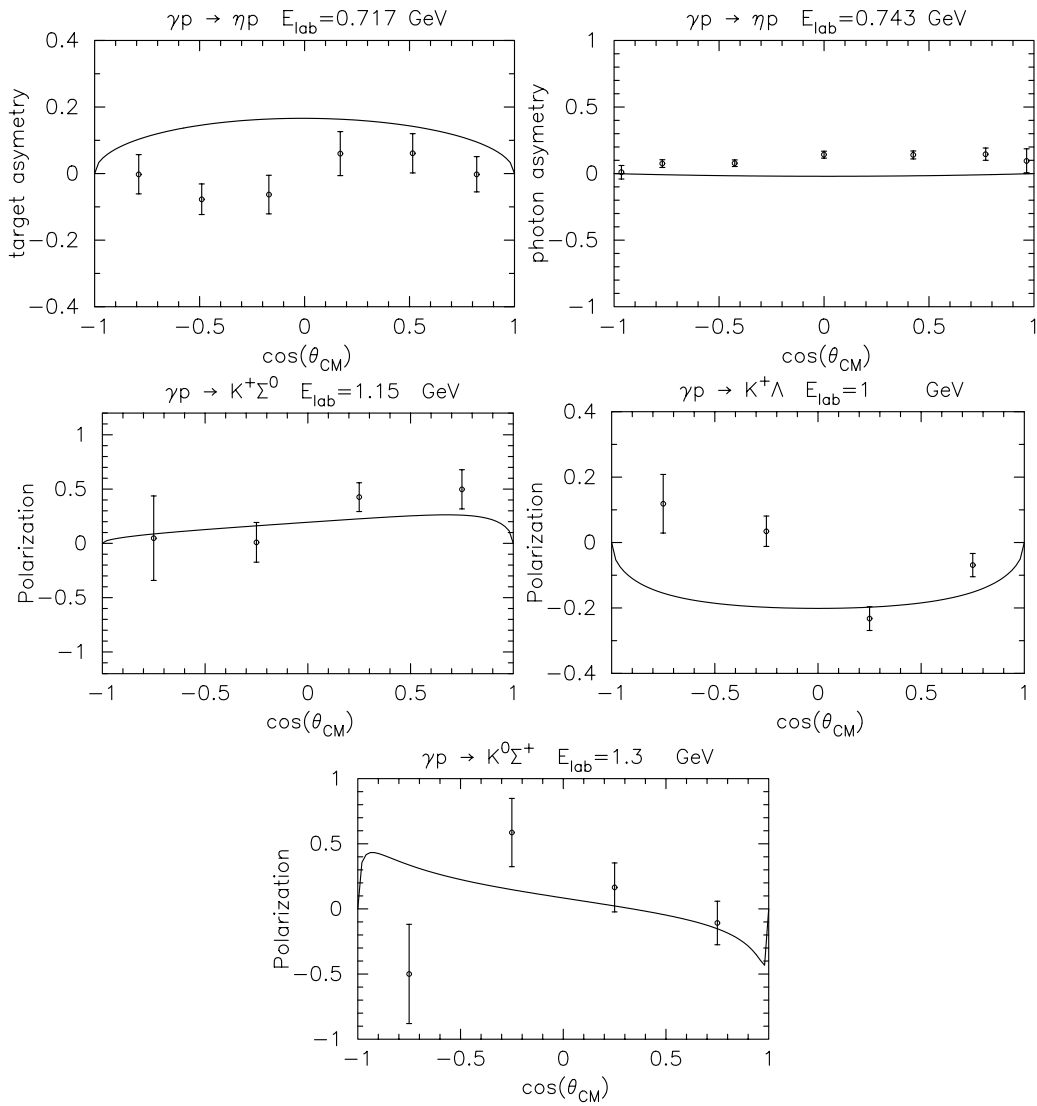 γp → ηp E_lab=0.717 GeV
target asymmetry
0.4
0.2
0
−0.2
−0.4
−1 −0.5 0 0.5 1
cos(θ_CM)
γp → ηp E_lab=0.743 GeV
photon asymmetry
1
0.5
0
−0.5
−1
−1 −0.5 0 0.5 1
cos(θ_CM)
γp → K⁺Σ⁰ E_lab=1.15 GeV
Polarization
1
0.5
0
−0.5
−1
−1 −0.5 0 0.5 1
cos(θ_CM)
γp → K⁺Λ E_lab=1 GeV
Polarization
0.4
0.2
0
−0.2
−0.4
−1 −0.5 0 0.5 1
cos(θ_CM)
γp → K⁰Σ⁺ E_lab=1.3 GeV
Polarization
1
0.5
0
−0.5
−1
−1 −0.5 0 0.5 1
cos(θ_CM)